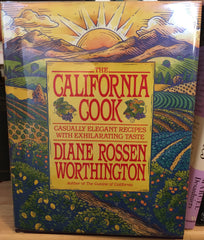 THE
CALIFORNIA
COOK
CASUALLY ELEGANT RECIPES
WITH EXHILARATING TASTE
DIANE ROSSEN
WORTHINGTON
Author of The Cuisine of California